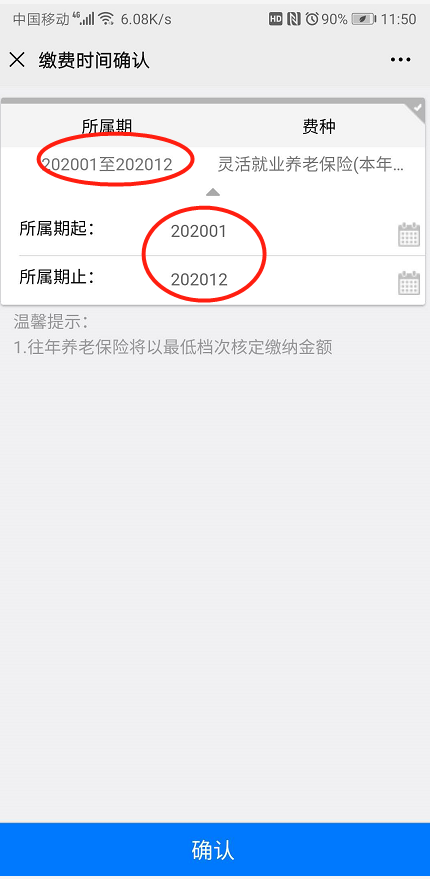 中国移动 4G 6.08K/s HD 90% 11:50
缴费时间确认
所属期 费种
202001至202012 灵活就业养老保险(本年...
所属期起： 202001
所属期止： 202012
温馨提示：
1.往年养老保险将以最低档次核定缴纳金额
确认